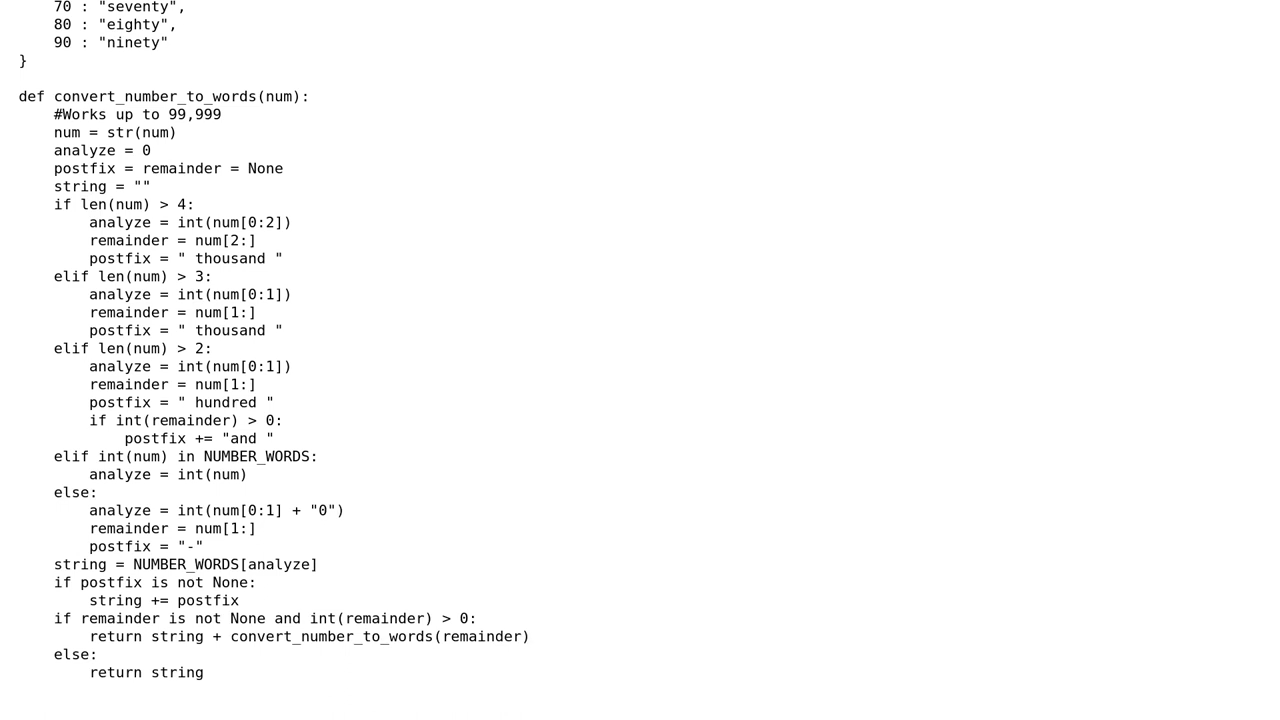 70 : "seventy",
    80 : "eighty",
    90 : "ninety"
}

def convert_number_to_words(num):
    #Works up to 99,999
    num = str(num)
    analyze = 0
    postfix = remainder = None
    string = ""
    if len(num) > 4:
        analyze = int(num[0:2])
        remainder = num[2:]
        postfix = " thousand "
    elif len(num) > 3:
        analyze = int(num[0:1])
        remainder = num[1:]
        postfix = " thousand "
    elif len(num) > 2:
        analyze = int(num[0:1])
        remainder = num[1:]
        postfix = " hundred "
        if int(remainder) > 0:
            postfix += "and "
    elif int(num) in NUMBER_WORDS:
        analyze = int(num)
    else:
        analyze = int(num[0:1] + "0")
        remainder = num[1:]
        postfix = "-"
    string = NUMBER_WORDS[analyze]
    if postfix is not None:
        string += postfix
    if remainder is not None and int(remainder) > 0:
        return string + convert_number_to_words(remainder)
    else:
        return string